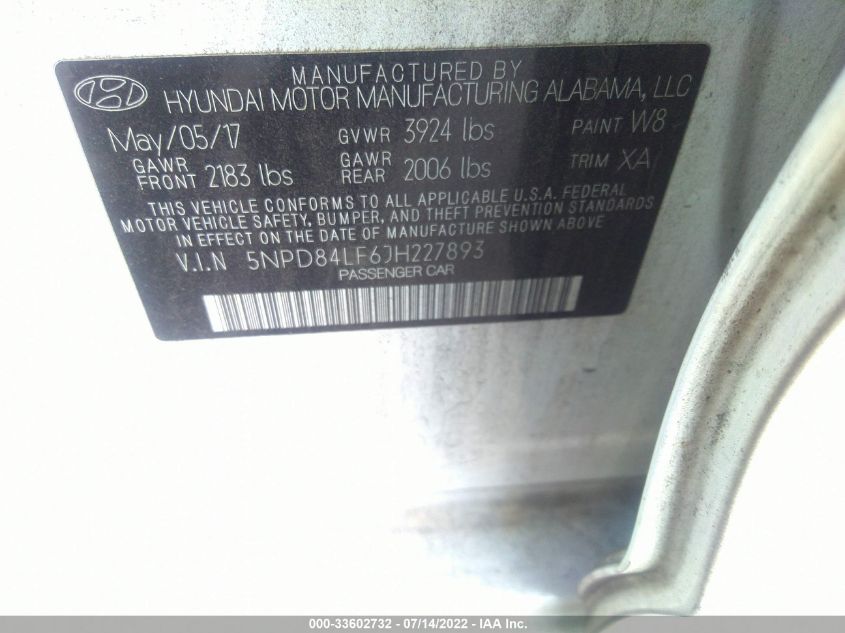 MANUFACTURED BY
HYUNDAI MOTOR MANUFACTURING ALABAMA, LLC
May/05/17 GVWR 3924 lbs PAINT W8
GAWR FRONT 2183 lbs GAWR REAR 2006 lbs TRIM XA
THIS VEHICLE CONFORMS TO ALL APPLICABLE U.S.A. FEDERAL
MOTOR VEHICLE SAFETY, BUMPER, AND THEFT PREVENTION STANDARDS
IN EFFECT ON THE DATE OF MANUFACTURE SHOWN ABOVE.
V.I.N 5NPD84LF6JH227893
PASSENGER CAR
000-33602732 - 07/14/2022 - IAA Inc.